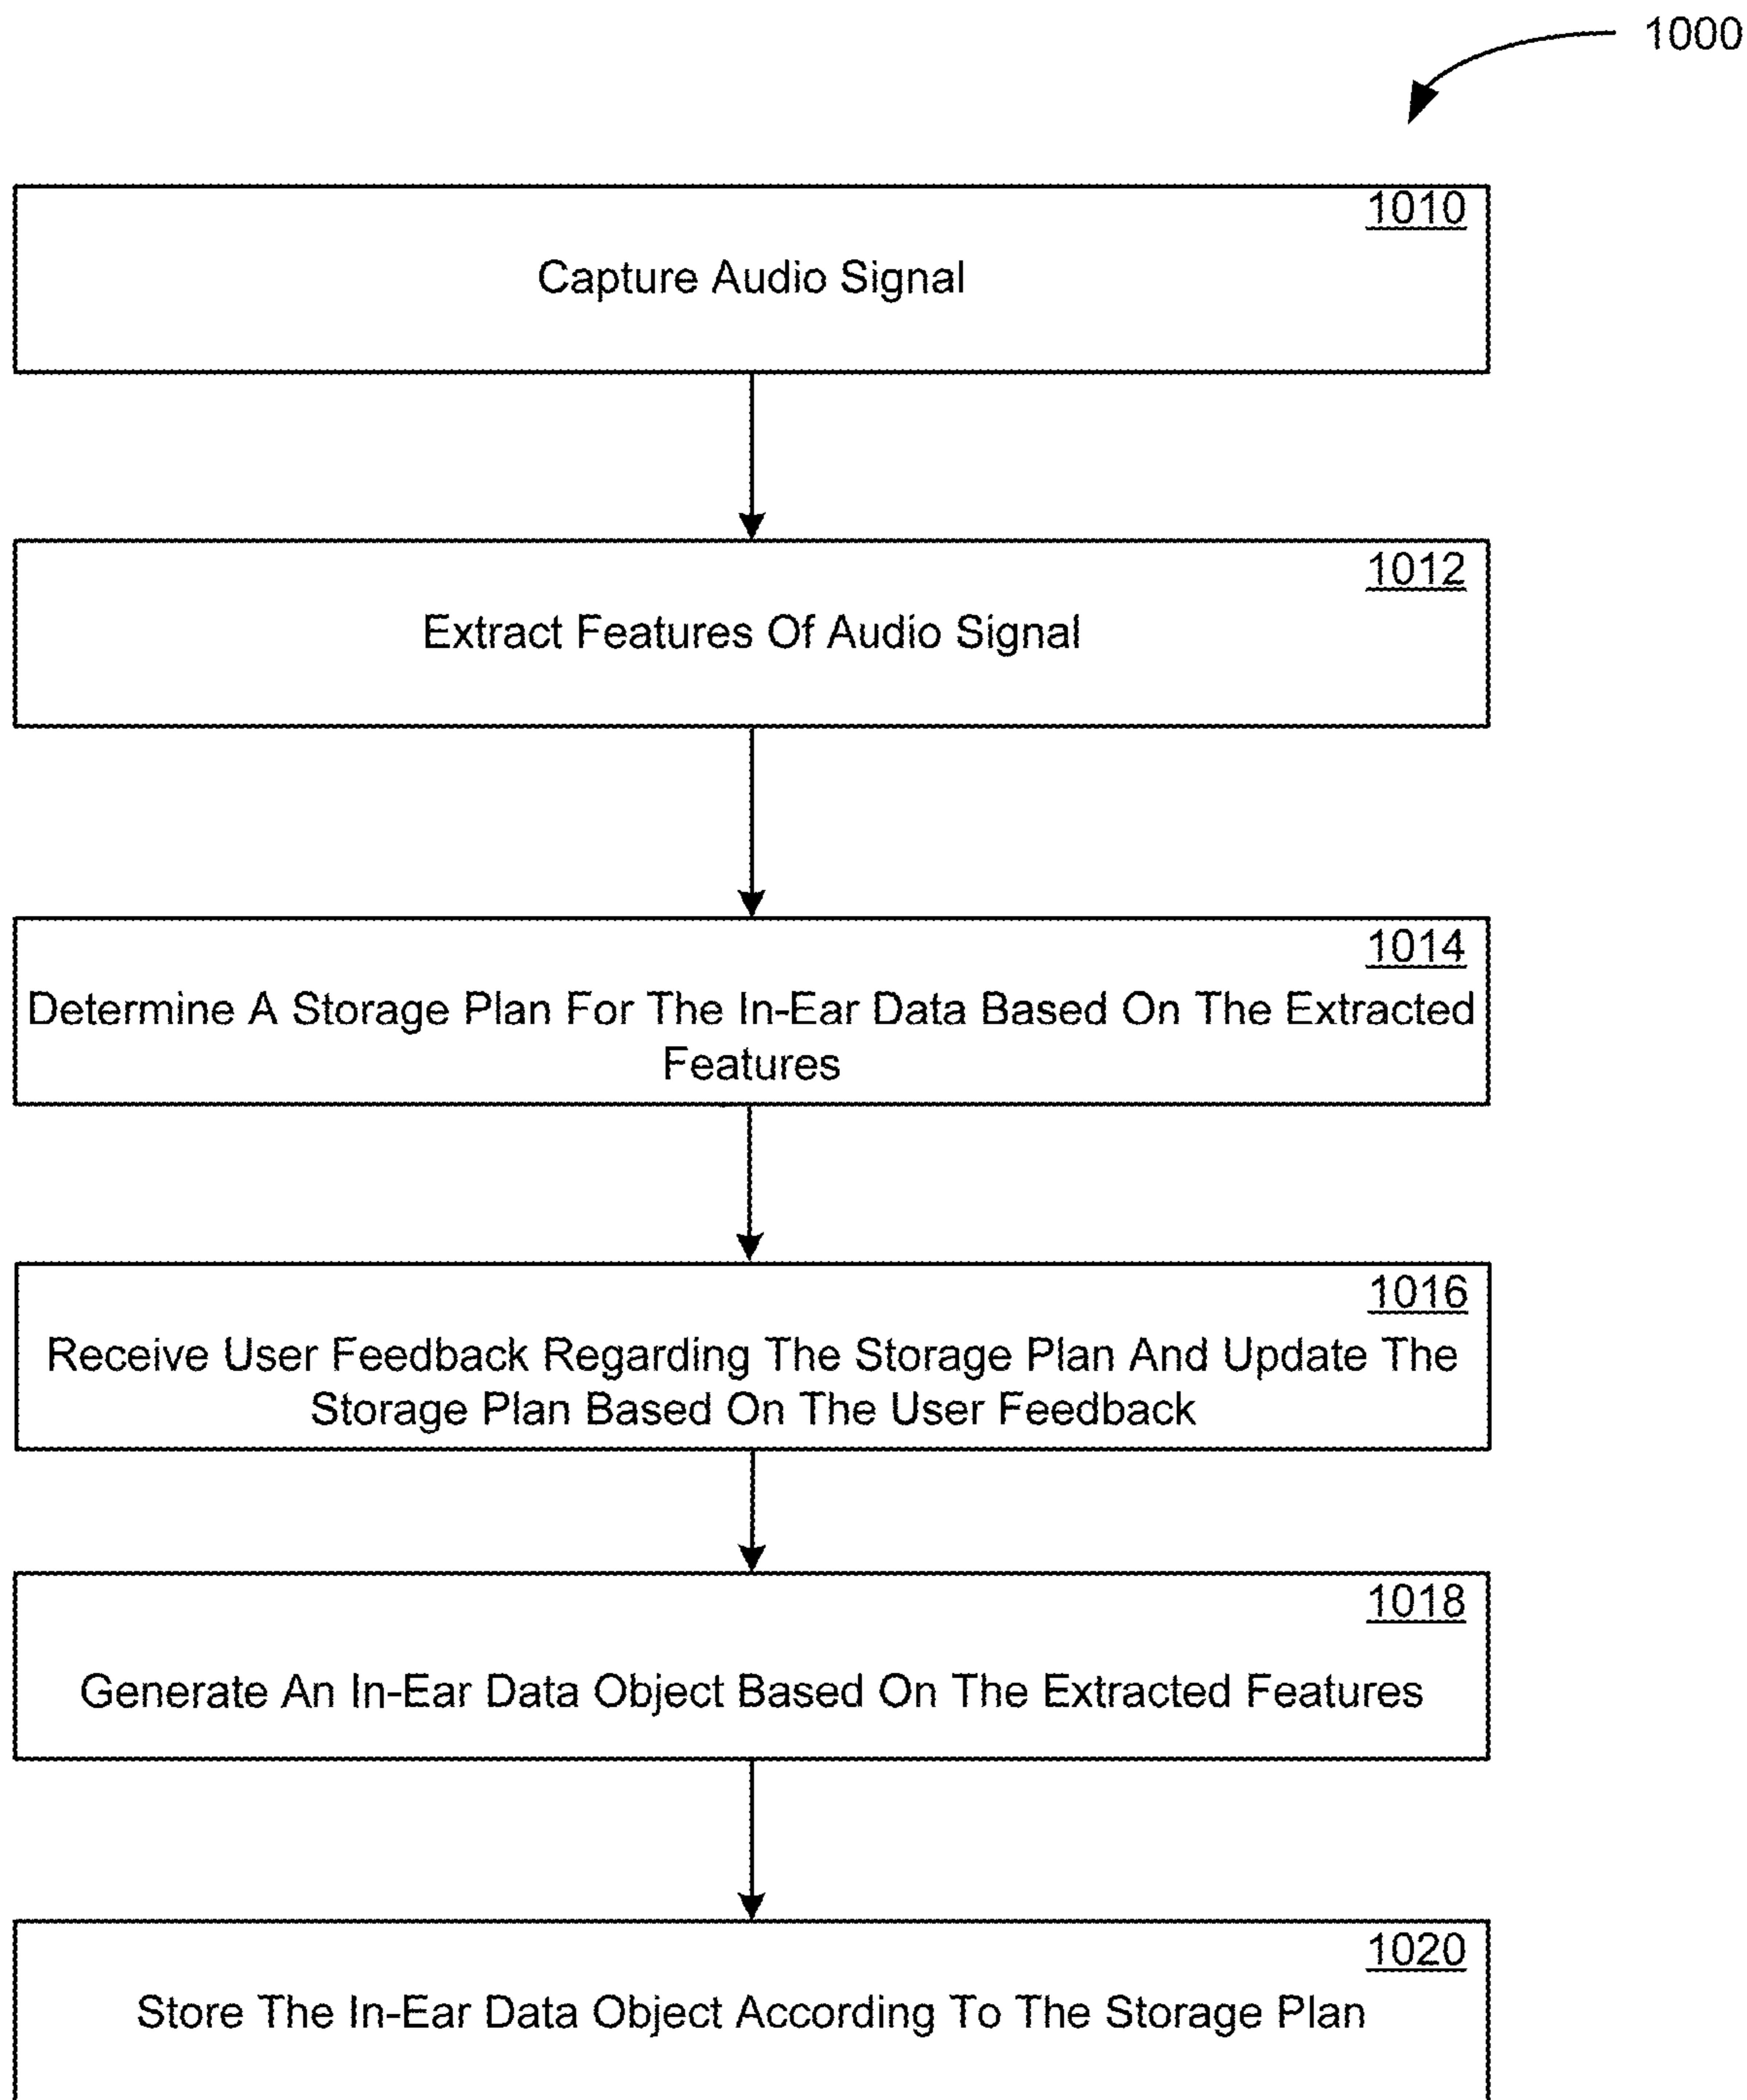 1000
1010
Capture Audio Signal
1012
Extract Features Of Audio Signal
1014
Determine A Storage Plan For The In-Ear Data Based On The Extracted
Features
1016
Receive User Feedback Regarding The Storage Plan And Update The
Storage Plan Based On The User Feedback
1018
Generate An In-Ear Data Object Based On The Extracted Features
1020
Store The In-Ear Data Object According To The Storage Plan